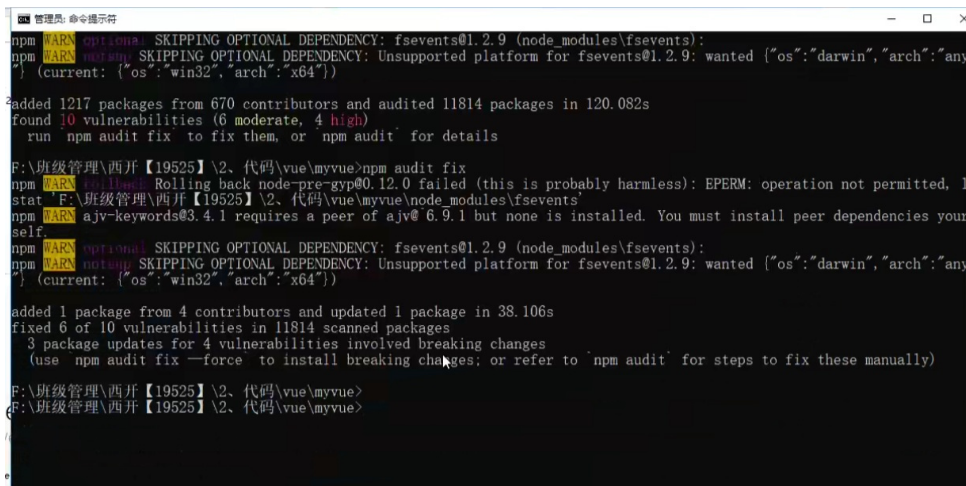 管理员: 命令提示符
npm WARN optional SKIPPING OPTIONAL DEPENDENCY: fsevents@1.2.9 (node_modules\fsevents):
npm WARN notsup SKIPPING OPTIONAL DEPENDENCY: Unsupported platform for fsevents@1.2.9: wanted {"os":"darwin","arch":"any
"} (current: {"os":"win32","arch":"x64"})
added 1217 packages from 670 contributors and audited 11814 packages in 120.082s
found 10 vulnerabilities (6 moderate, 4 high)
run `npm audit fix` to fix them, or `npm audit` for details
F:\班级管理\西开【19525】\2、代码\vue\myvue>npm audit fix
npm WARN rollback Rolling back node-pre-gyp@0.12.0 failed (this is probably harmless): EPERM: operation not permitted, l
stat 'F:\班级管理\西开【19525】\2、代码\vue\myvue\node_modules\fsevents'
npm WARN ajv-keywords@3.4.1 requires a peer of ajv@^6.9.1 but none is installed. You must install peer dependencies your
self.
npm WARN optional SKIPPING OPTIONAL DEPENDENCY: fsevents@1.2.9 (node_modules\fsevents):
npm WARN notsup SKIPPING OPTIONAL DEPENDENCY: Unsupported platform for fsevents@1.2.9: wanted {"os":"darwin","arch":"any
"} (current: {"os":"win32","arch":"x64"})
added 1 package from 4 contributors and updated 1 package in 38.106s
fixed 6 of 10 vulnerabilities in 11814 scanned packages
3 package updates for 4 vulnerabilities involved breaking changes
(use `npm audit fix --force` to install breaking changes; or refer to `npm audit` for steps to fix these manually)
F:\班级管理\西开【19525】\2、代码\vue\myvue>
F:\班级管理\西开【19525】\2、代码\vue\myvue>